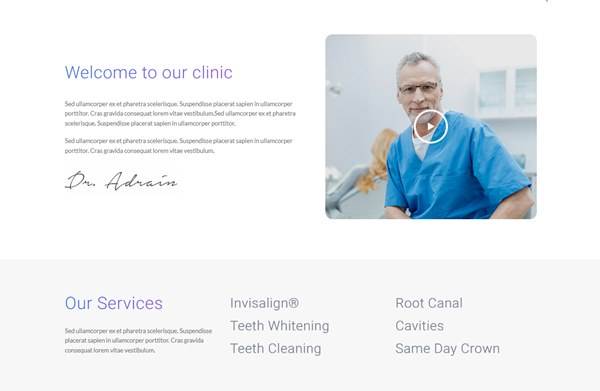 Welcome to our clinic
Sed ullamcorper ex et pharetra scelerisque. Suspendisse placerat sapien in ullamcorper
porttitor. Cras gravida consequat lorem vitae vestibulum.Sed ullamcorper ex et pharetra
scelerisque. Suspendisse placerat sapien in ullamcorper porttitor.
Sed ullamcorper ex et pharetra scelerisque. Suspendisse placerat sapien in ullamcorper
porttitor. Cras gravida consequat lorem vitae vestibulum.
Dr. Adrain
Our Services
Sed ullamcorper ex et pharetra scelerisque. Suspendisse
placerat sapien in ullamcorper porttitor. Cras gravida
consequat lorem vitae vestibulum.
Invisalign®
Teeth Whitening
Teeth Cleaning
Root Canal
Cavities
Same Day Crown